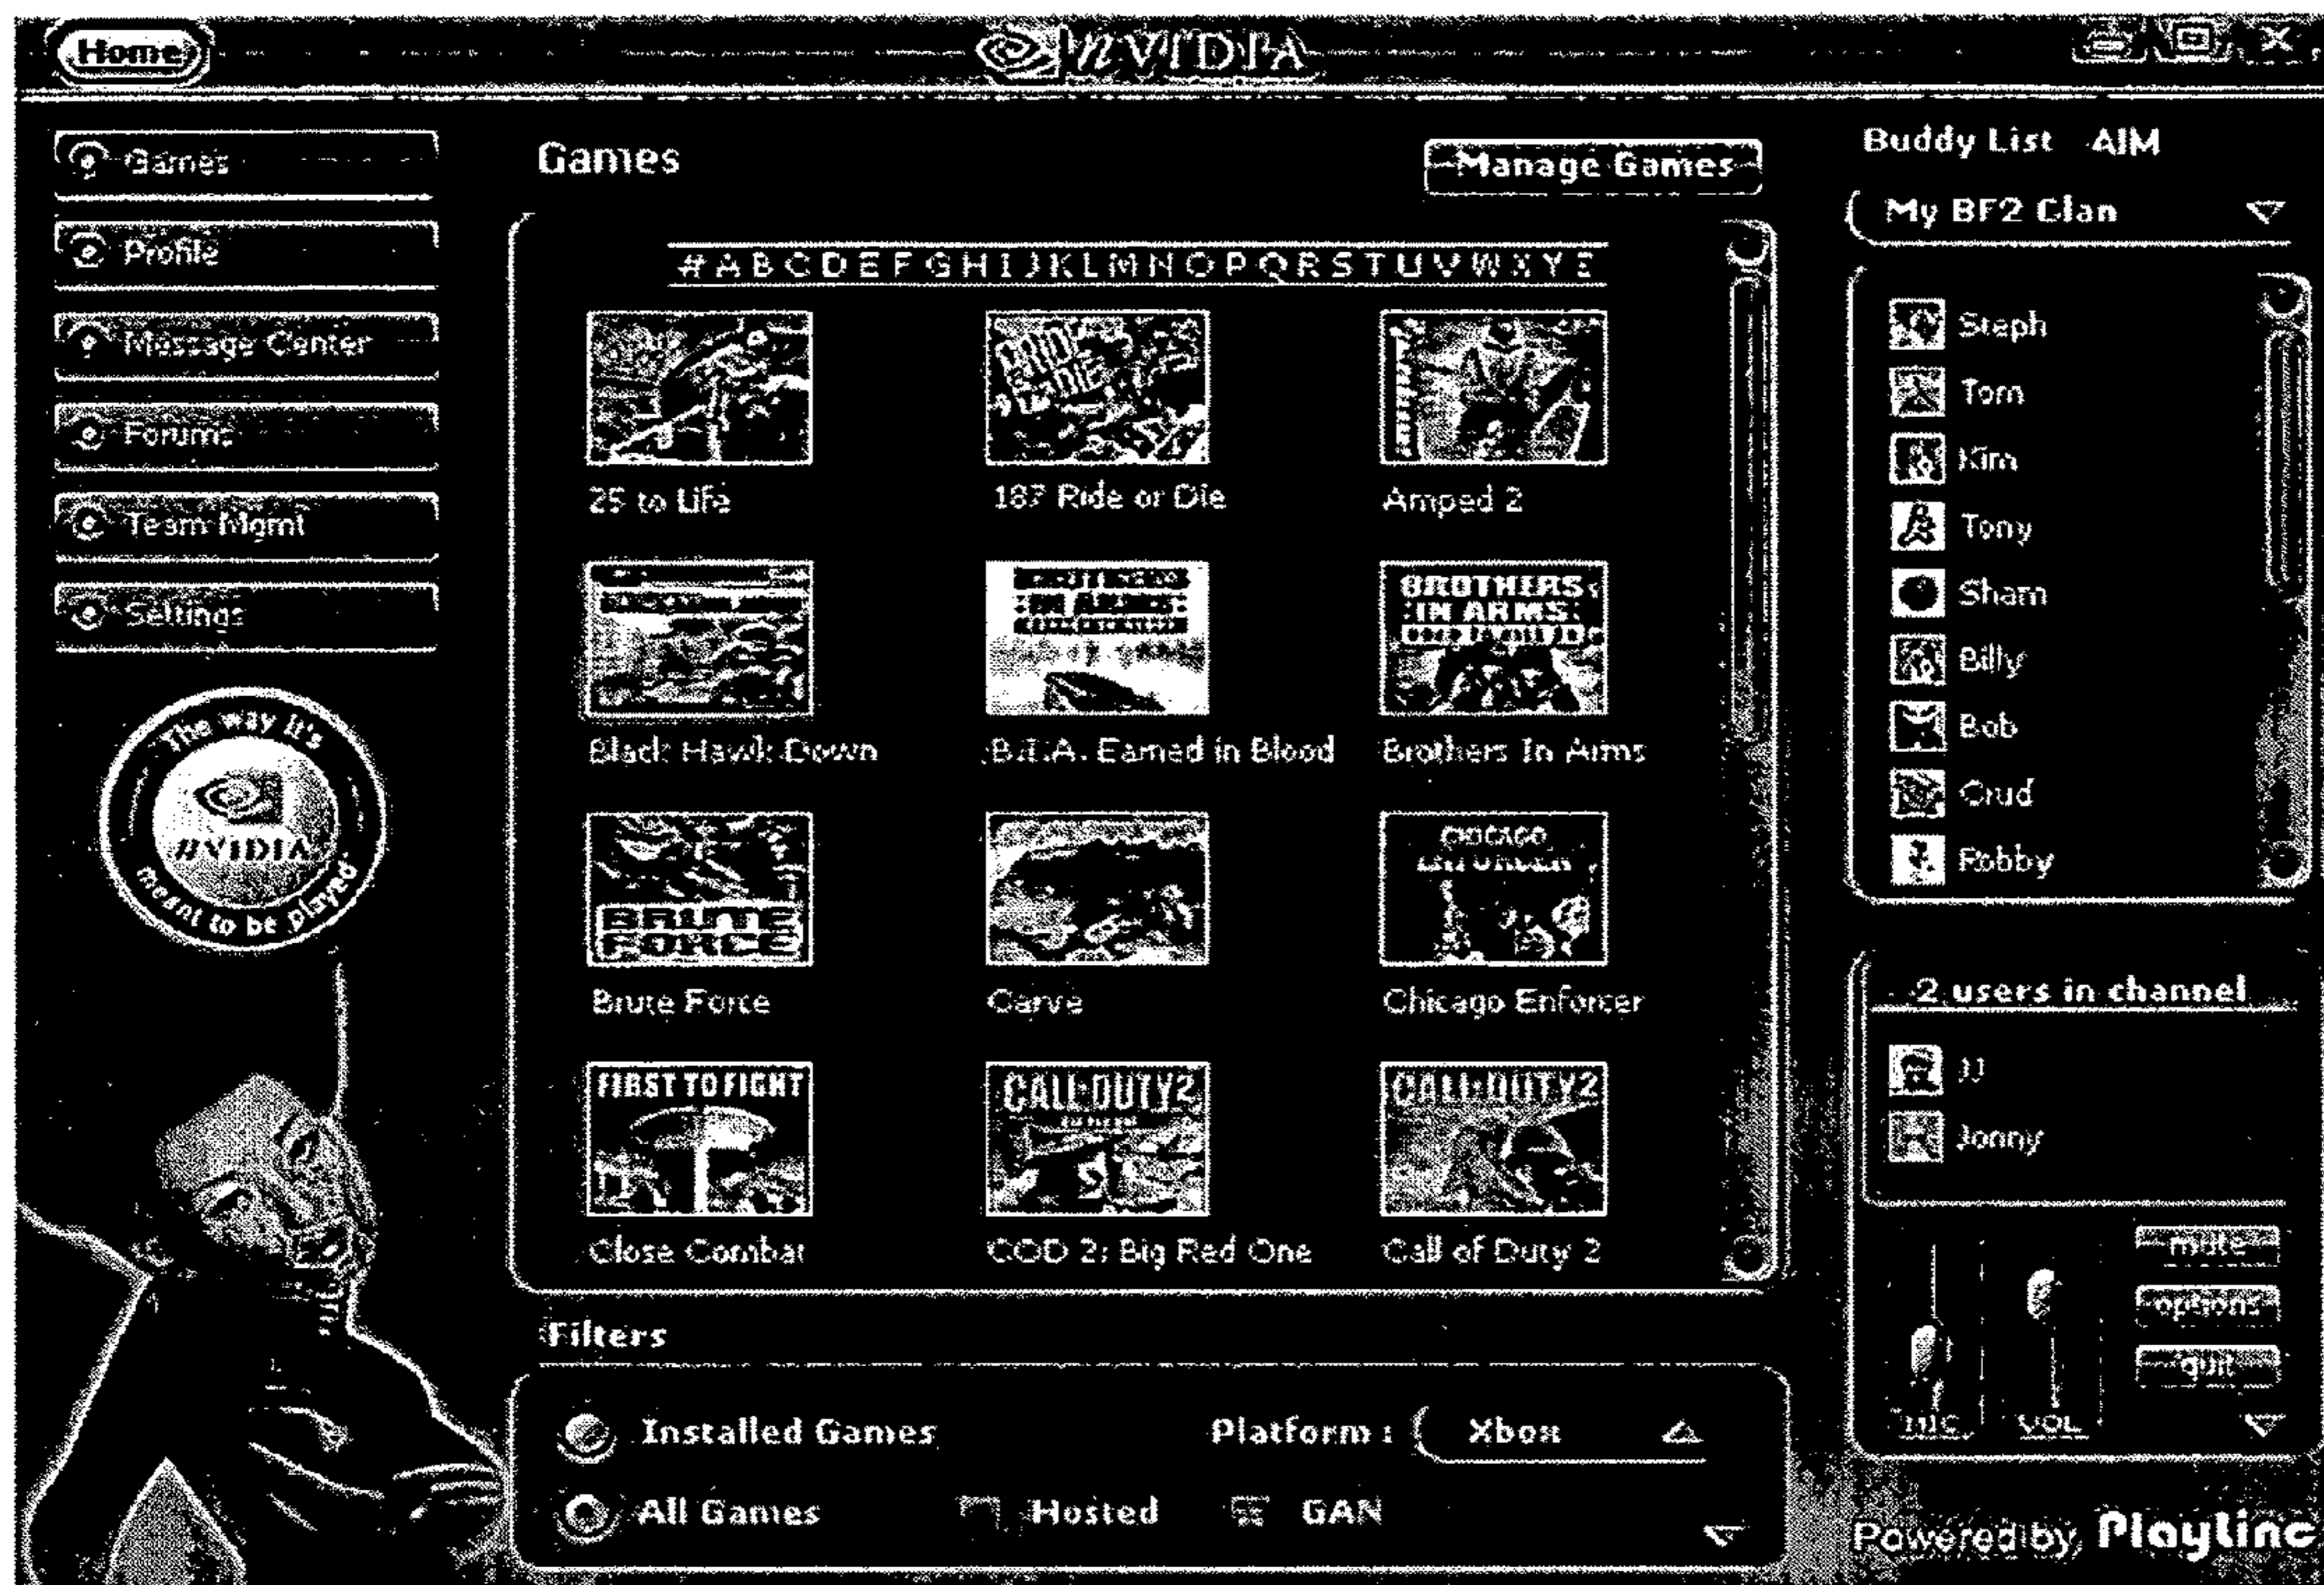 Home
nVIDIA
Games
Profile
Message Center
Forums
Team Mgmt
Settings
The way it's
nVIDIA
meant to be played
Games
Manage Games
# A B C D E F G H I J K L M N O P Q R S T U V W X Y Z
25 to Life
187 Ride or Die
Amped 2
BROTHERS
IN ARMS
Black Hawk Down
B.I.A. Earned in Blood
Brothers In Arms
BRUTE
FORCE
CHICAGO
ENFORCER
Brute Force
Carve
Chicago Enforcer
FIRST TO FIGHT
CALL OF DUTY 2
CALL OF DUTY 2
Close Combat
COD 2: Big Red One
Call of Duty 2
Filters
Installed Games
Platform :
Xbox
All Games
Hosted
GAN
Buddy List
AIM
My BF2 Clan
Steph
Tom
Kim
Tony
Sham
Billy
Bob
Crud
Robby
2 users in channel
JJ
Jonny
mute
options
quit
MIC
VOL
Powered by Playlinc